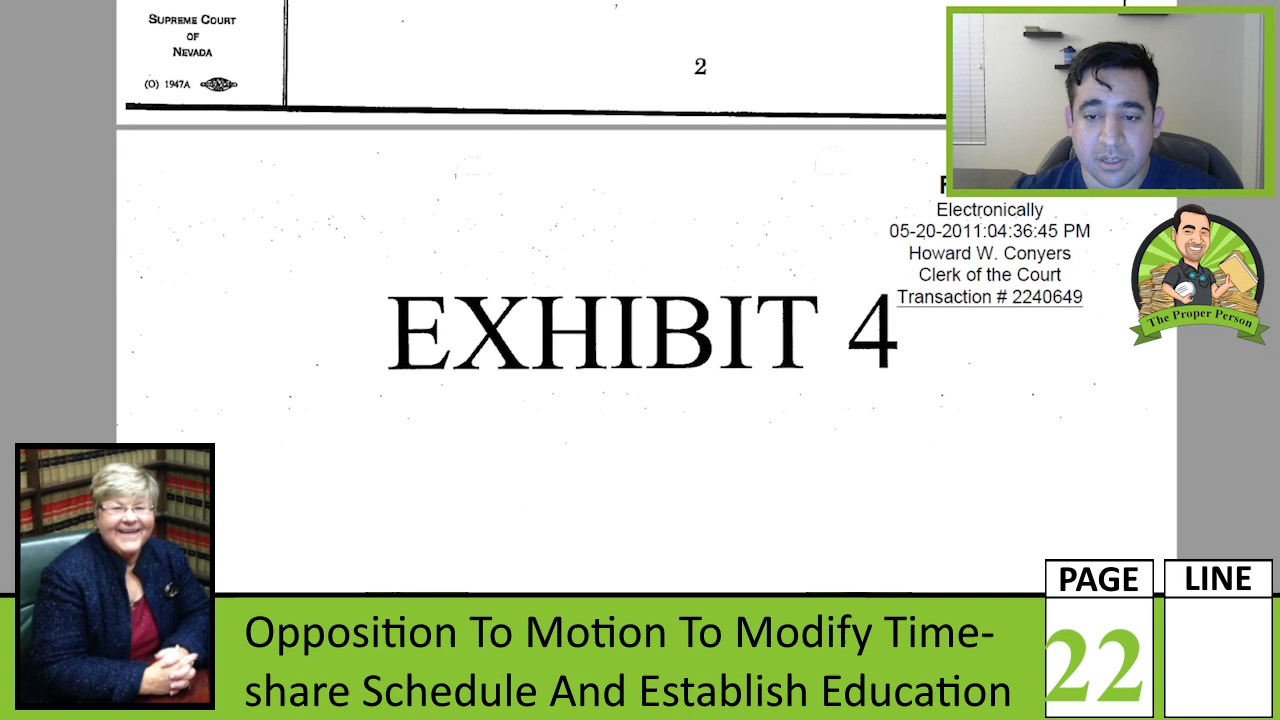 SUPREME COURT
OF
NEVADA
(O) 1947A
2
Electronically
05-20-2011:04:36:45 PM
Howard W. Conyers
Clerk of the Court
Transaction # 2240649
EXHIBIT 4
The Proper Person
PAGE
LINE
22
Opposition To Motion To Modify Time-
share Schedule And Establish Education